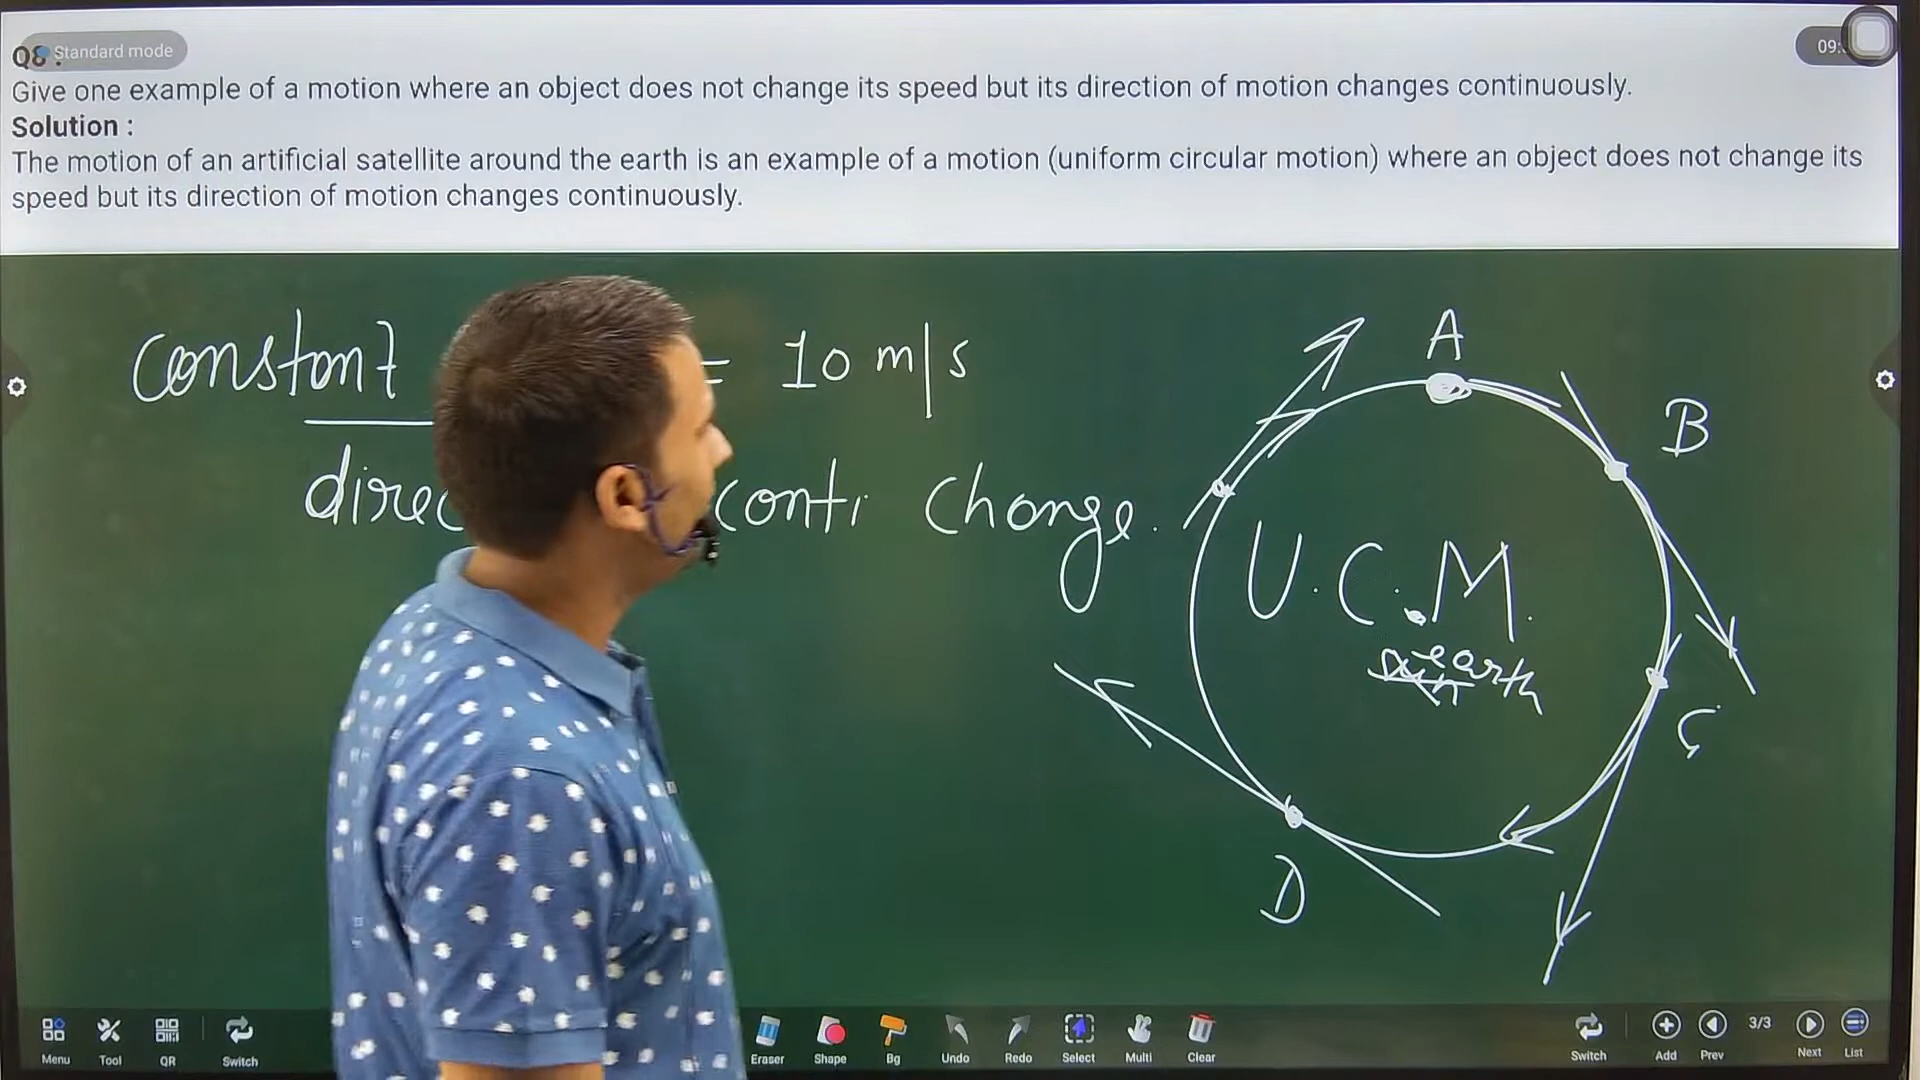 Q8 :
Standard mode
09:
Give one example of a motion where an object does not change its speed but its direction of motion changes continuously.
Solution :
The motion of an artificial satellite around the earth is an example of a motion (uniform circular motion) where an object does not change its
speed but its direction of motion changes continuously.
constant = 10 m/s
direc conti change.
A
B
U.C.M.
sun earth
C
D
Menu Tool QR Switch Eraser Shape Bg Undo Redo Select Multi Clear Switch Add Prev 3/3 Next List